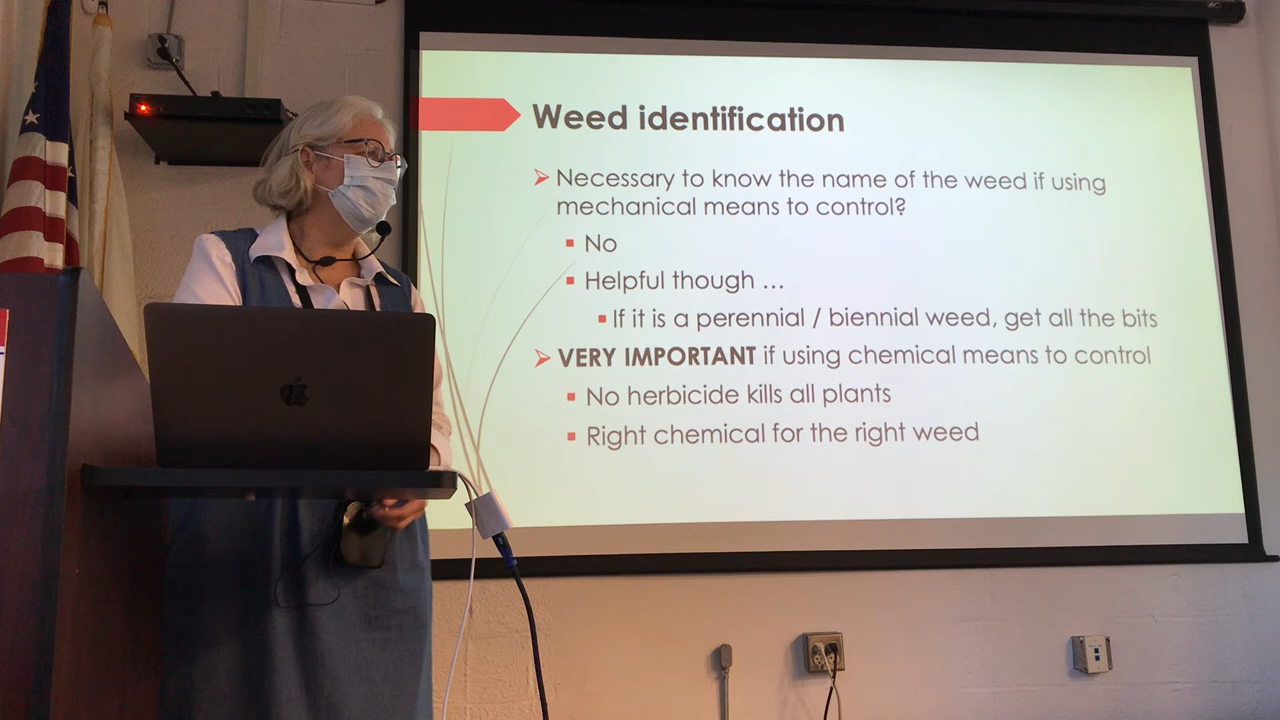 Weed identification
Necessary to know the name of the weed if using
mechanical means to control?
No
Helpful though …
If it is a perennial / biennial weed, get all the bits
VERY IMPORTANT if using chemical means to control
No herbicide kills all plants
Right chemical for the right weed